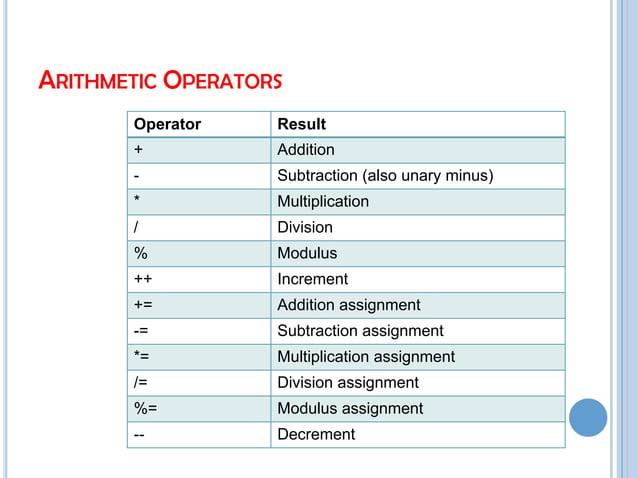 ARITHMETIC OPERATORS
Operator Result
+ Addition
- Subtraction (also unary minus)
* Multiplication
/ Division
% Modulus
++ Increment
+= Addition assignment
-= Subtraction assignment
*= Multiplication assignment
/= Division assignment
%= Modulus assignment
-- Decrement